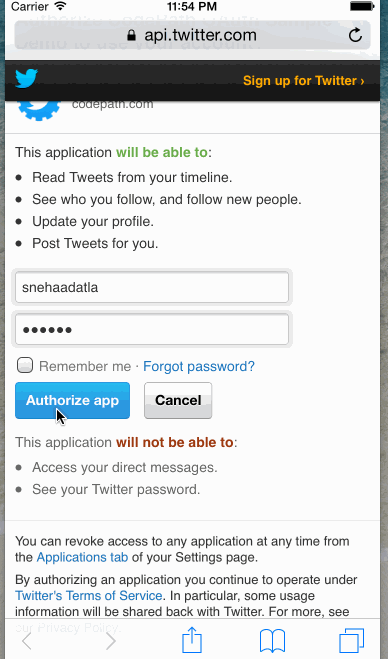 Carrier 11:54 PM
api.twitter.com
Sign up for Twitter ›
codepath.com
This application will be able to:
• Read Tweets from your timeline.
• See who you follow, and follow new people.
• Update your profile.
• Post Tweets for you.
snehaadatla
••••••
Remember me · Forgot password?
Authorize app Cancel
This application will not be able to:
• Access your direct messages.
• See your Twitter password.
You can revoke access to any application at any time from
the Applications tab of your Settings page.
By authorizing an application you continue to operate under
Twitter's Terms of Service. In particular, some usage
information will be shared back with Twitter. For more, see
our Privacy Policy.